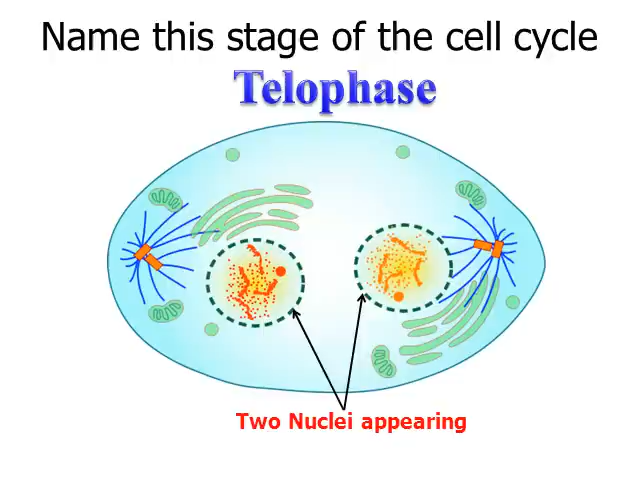 Name this stage of the cell cycle
Telophase
Two Nuclei appearing